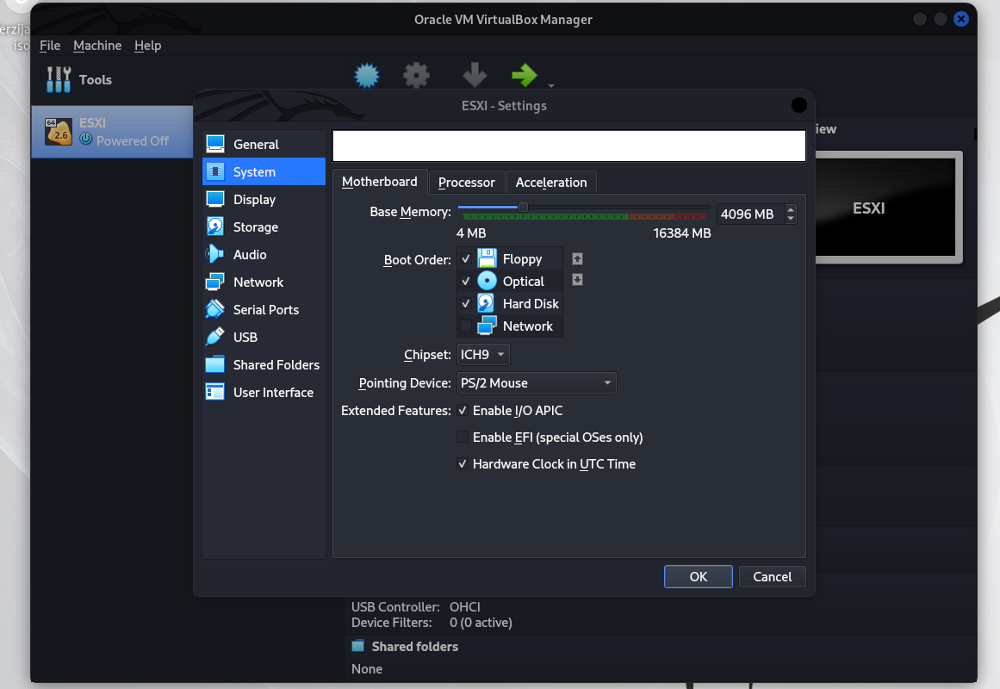 erzija
iso
Oracle VM VirtualBox Manager
File Machine Help
Tools
64
2.6
ESXI
Powered Off
ESXI - Settings
iew
ESXI
General
System
Display
Storage
Audio
Network
Serial Ports
USB
Shared Folders
User Interface
Motherboard Processor Acceleration
Base Memory: 4096 MB
4 MB 16384 MB
Boot Order: Floppy
Optical
Hard Disk
Network
Chipset: ICH9
Pointing Device: PS/2 Mouse
Extended Features: Enable I/O APIC
Enable EFI (special OSes only)
Hardware Clock in UTC Time
OK Cancel
USB Controller: OHCI
Device Filters: 0 (0 active)
Shared folders
None